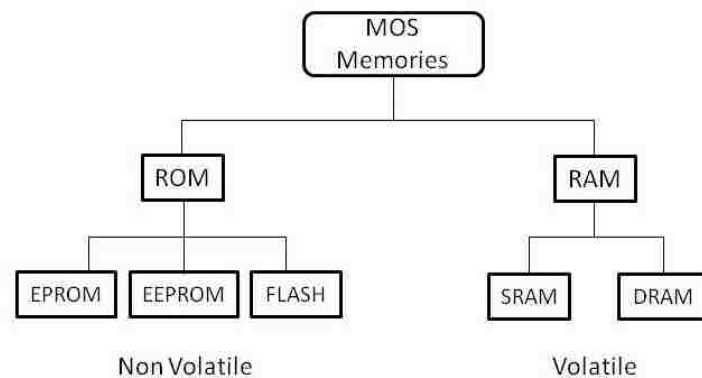 MOS
Memories
ROM
RAM
EPROM
EEPROM
FLASH
SRAM
DRAM
Non Volatile
Volatile